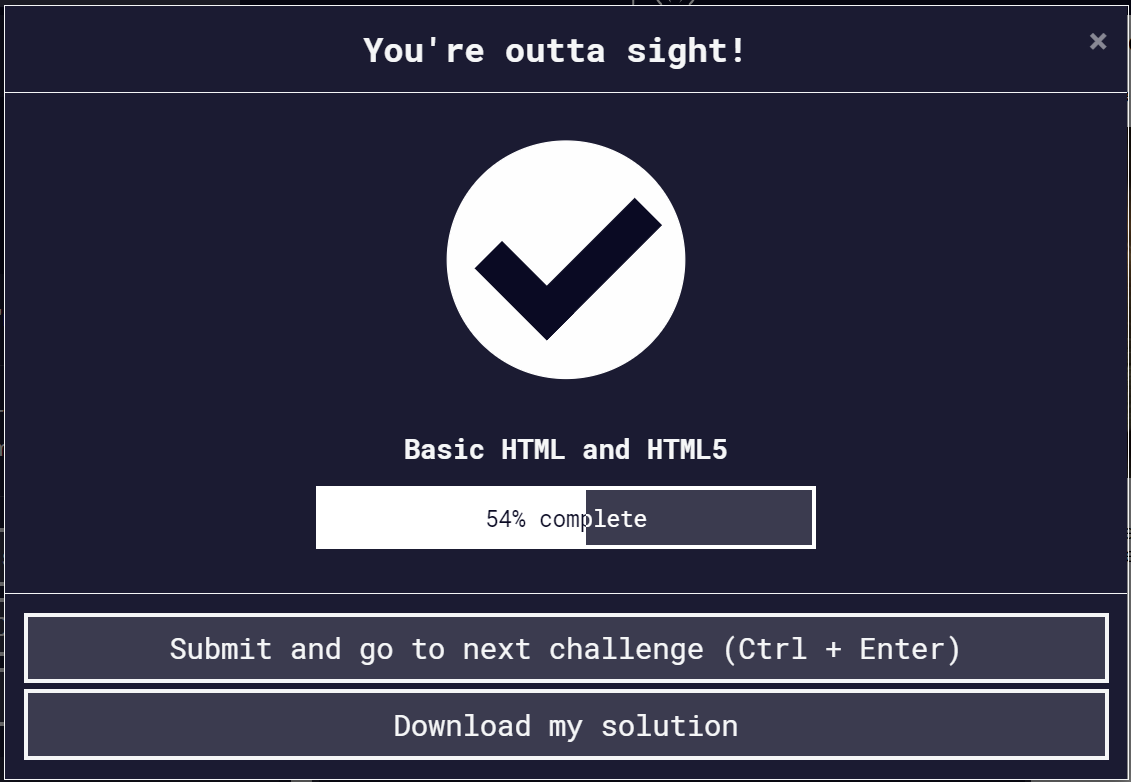 You're outta sight!
×
Basic HTML and HTML5
54% complete
Submit and go to next challenge (Ctrl + Enter)
Download my solution